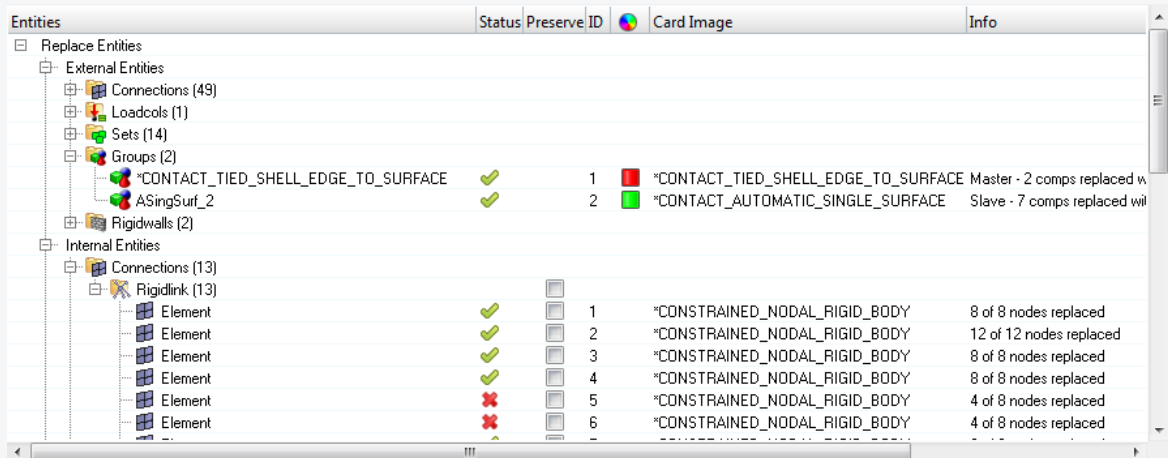 Entities Status Preserve ID Card Image Info
Replace Entities
External Entities
Connections (49)
Loadcols (1)
Sets (14)
Groups (2)
*CONTACT_TIED_SHELL_EDGE_TO_SURFACE 1 *CONTACT_TIED_SHELL_EDGE_TO_SURFACE Master - 2 comps replaced w
ASingSurf_2 2 *CONTACT_AUTOMATIC_SINGLE_SURFACE Slave - 7 comps replaced wit
Rigidwalls (2)
Internal Entities
Connections (13)
Rigidlink (13)
Element 1 *CONSTRAINED_NODAL_RIGID_BODY 8 of 8 nodes replaced
Element 2 *CONSTRAINED_NODAL_RIGID_BODY 12 of 12 nodes replaced
Element 3 *CONSTRAINED_NODAL_RIGID_BODY 8 of 8 nodes replaced
Element 4 *CONSTRAINED_NODAL_RIGID_BODY 8 of 8 nodes replaced
Element 5 *CONSTRAINED_NODAL_RIGID_BODY 4 of 8 nodes replaced
Element 6 *CONSTRAINED_NODAL_RIGID_BODY 4 of 8 nodes replaced